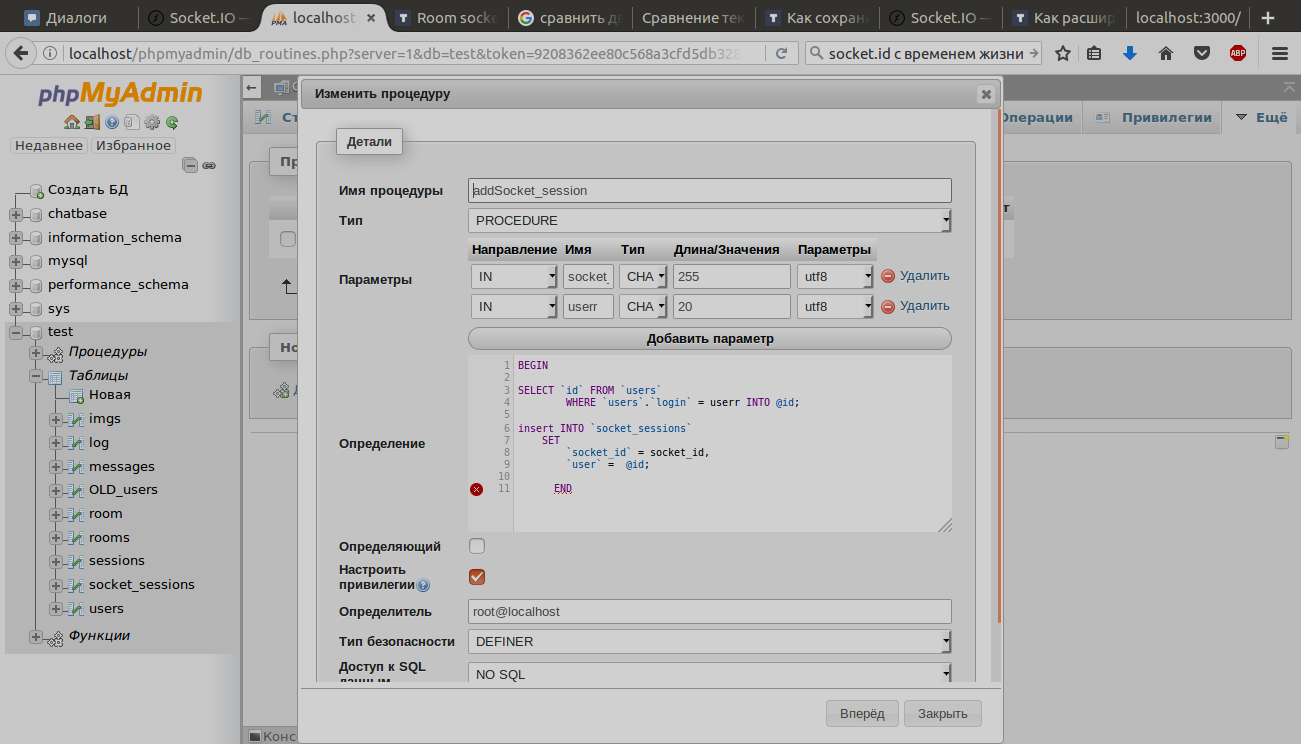 Диалоги
Socket.IO —
localhost
Room socke
сравнить дв
Сравнение тек
Как сохран
Socket.IO —
Как расшир
localhost:3000/
localhost/phpmyadmin/db_routines.php?server=1&db=test&token=9208362ee80c568a3cfd5db328
socket.id с временем жизни
ABP
phpMyAdmin
Недавнее
Избранное
Создать БД
chatbase
information_schema
mysql
performance_schema
sys
test
Процедуры
Таблицы
Новая
imgs
log
messages
OLD_users
room
rooms
sessions
socket_sessions
users
Функции
Ст
Операции
Привилегии
Ещё
Пр
Но
Конс
Изменить процедуру
Детали
Имя процедуры
addSocket_session
Тип
PROCEDURE
Параметры
Направление Имя Тип Длина/Значения Параметры
IN socket_ CHA 255 utf8 Удалить
IN userr CHA 20 utf8 Удалить
Добавить параметр
Определение
1 BEGIN
2
3 SELECT `id` FROM `users`
4 WHERE `users`.`login` = userr INTO @id;
5
6 insert INTO `socket_sessions`
7 SET
8 `socket_id` = socket_id,
9 `user` = @id;
10
11 END
Определяющий
Настроить
привилегии
Определитель
root@localhost
Тип безопасности
DEFINER
Доступ к SQL
данным
NO SQL
Вперёд
Закрыть